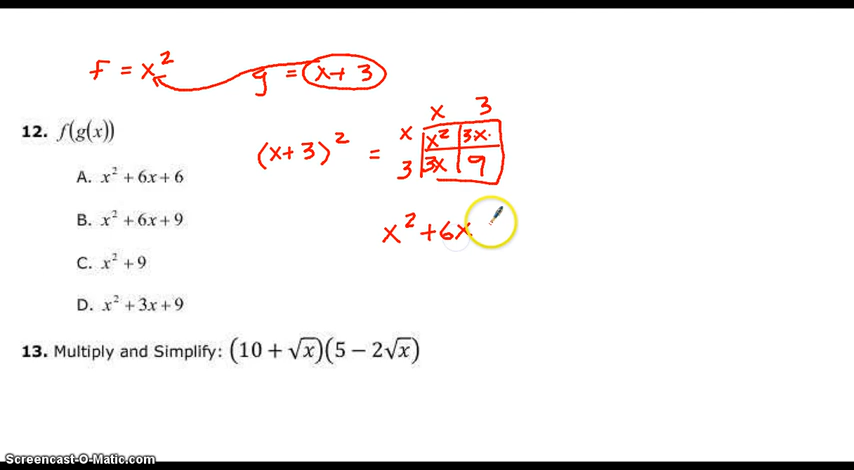 f = x² g = x + 3
x 3
12. f(g(x)) (x + 3)² = x x² 3x
3 3x 9
A. x² + 6x + 6
B. x² + 6x + 9 x² + 6x
C. x² + 9
D. x² + 3x + 9
13. Multiply and Simplify: (10 + √x)(5 − 2√x)
Screencast-O-Matic.com